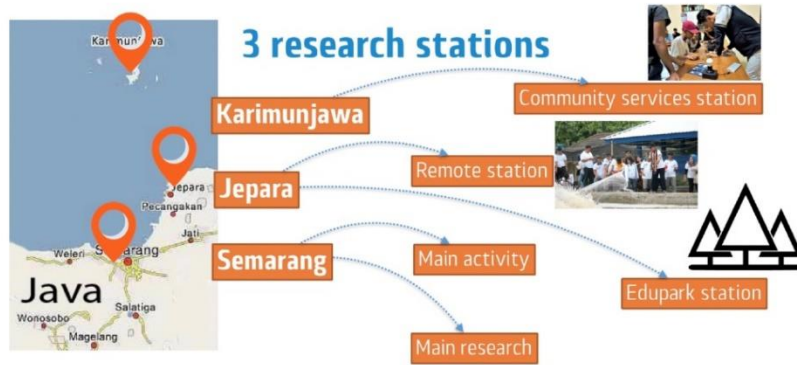 3 research stations
Karimunjawa
Karimunjawa
Community services station
Jepara
Remote station
Jepara
Pecangakan
Jati
Semarang
Main activity
Weleri
Java
Edupark station
Salatiga
Wonosobo
Main research
Magelang